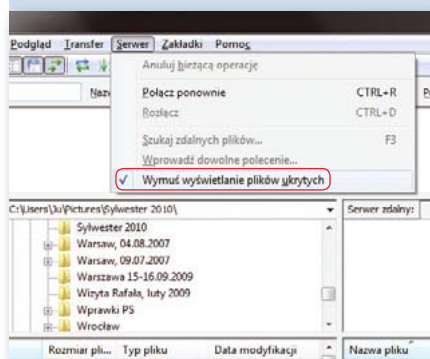 Podgląd Transfer Serwer Zakładki Pomoc
Anuluj bieżącą operację
Połącz ponownie CTRL+R
Rozłącz CTRL+D
Szukaj zdalnych plików... F3
Wprowadź dowolne polecenie...
✓ Wymuś wyświetlanie plików ukrytych
C:\Users\Ju\Pictures\Sylwester 2010\ Serwer zdalny:
Sylwester 2010
Warsaw, 04.08.2007
Warsaw, 09.07.2007
Warszawa 15-16.09.2009
Wizyta Rafała, luty 2009
Wprawki PS
Wrocław
Rozmiar pli... Typ pliku Data modyfikacji Nazwa pliku